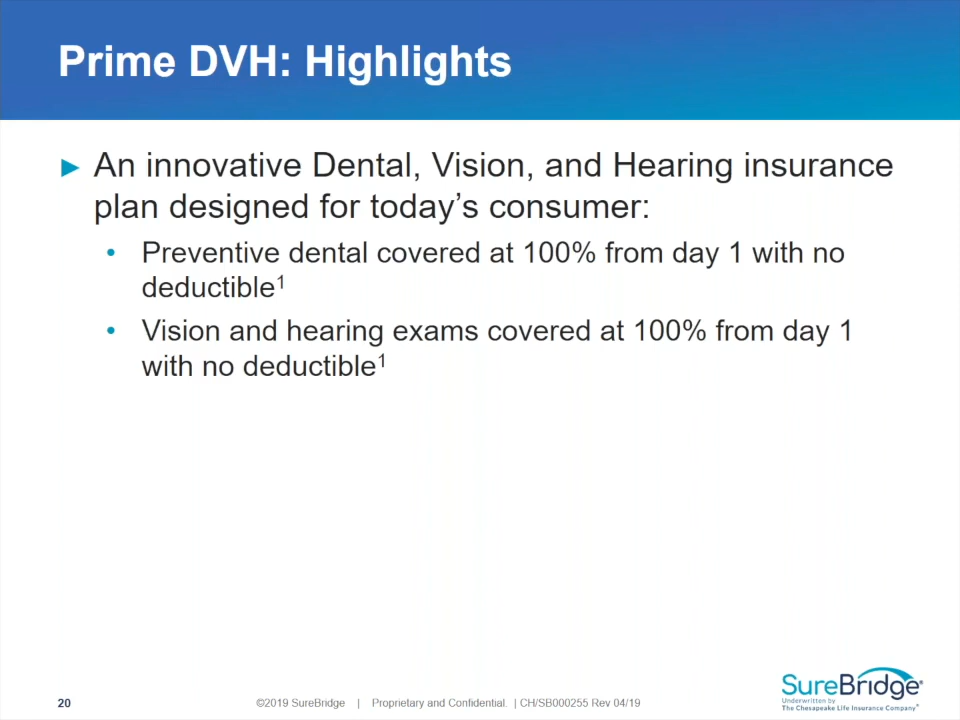 Prime DVH: Highlights
► An innovative Dental, Vision, and Hearing insurance
plan designed for today’s consumer:
• Preventive dental covered at 100% from day 1 with no
deductible¹
• Vision and hearing exams covered at 100% from day 1
with no deductible¹
20
©2019 SureBridge | Proprietary and Confidential. | CH/SB000255 Rev 04/19
SureBridge®
Underwritten by
The Chesapeake Life Insurance Company®